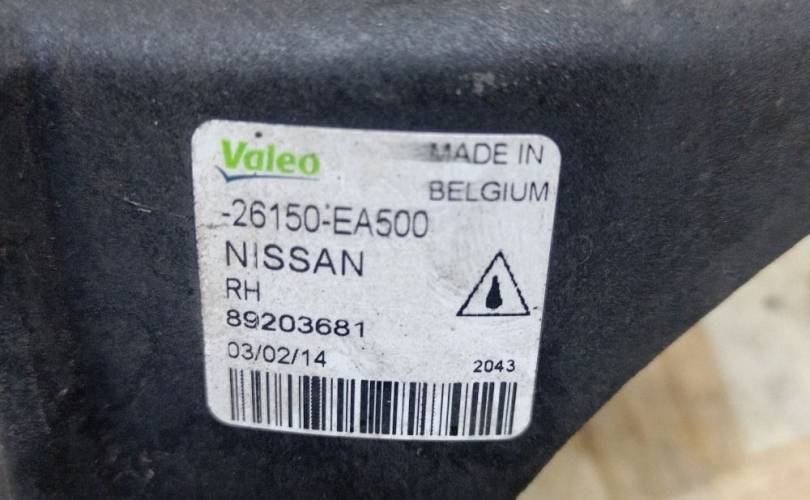 Valeo
MADE IN
BELGIUM
-26150-EA500
NISSAN
RH
89203681
03/02/14
2043